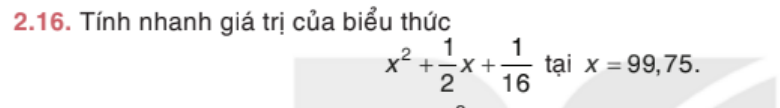 2.16. Tính nhanh giá trị của biểu thức
x² + 1/2 x + 1/16 tại x = 99,75.